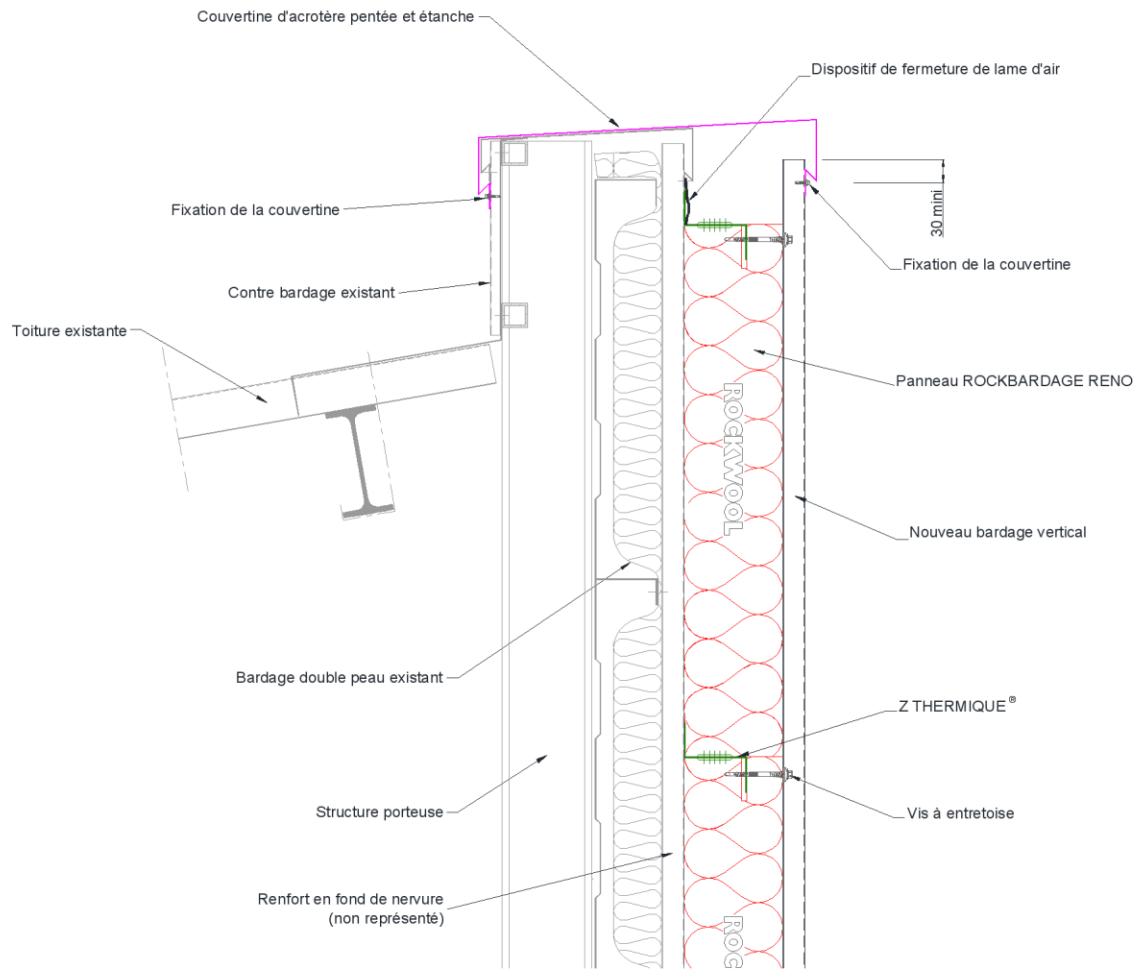 Couvertine d'acrotère pentée et étanche
Dispositif de fermeture de lame d'air
Fixation de la couvertine
30 mini
Fixation de la couvertine
Contre bardage existant
Toiture existante
Panneau ROCKBARDAGE RENO
ROCKWOOL
Nouveau bardage vertical
Bardage double peau existant
Z THERMIQUE®
Structure porteuse
Vis à entretoise
Renfort en fond de nervure
(non représenté)
ROC